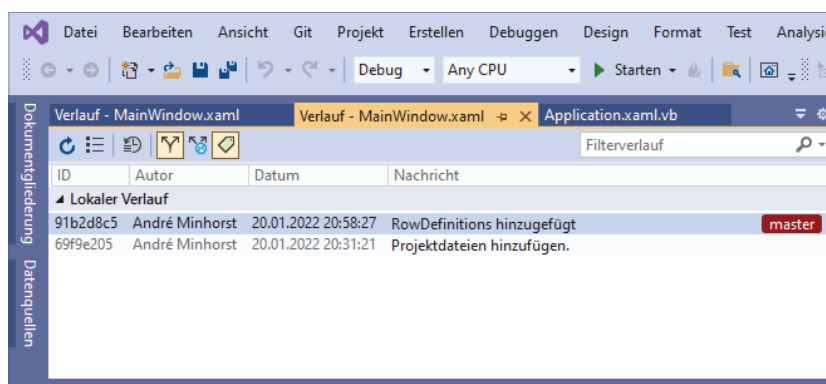 Datei Bearbeiten Ansicht Git Projekt Erstellen Debuggen Design Format Test Analysi
Debug Any CPU Starten
Dokumentgliederung
Datenquellen
Verlauf - MainWindow.xaml Verlauf - MainWindow.xaml Application.xaml.vb
Filterverlauf
ID Autor Datum Nachricht
Lokaler Verlauf
91b2d8c5 André Minhorst 20.01.2022 20:58:27 RowDefinitions hinzugefügt master
69f9e205 André Minhorst 20.01.2022 20:31:21 Projektdateien hinzufügen.